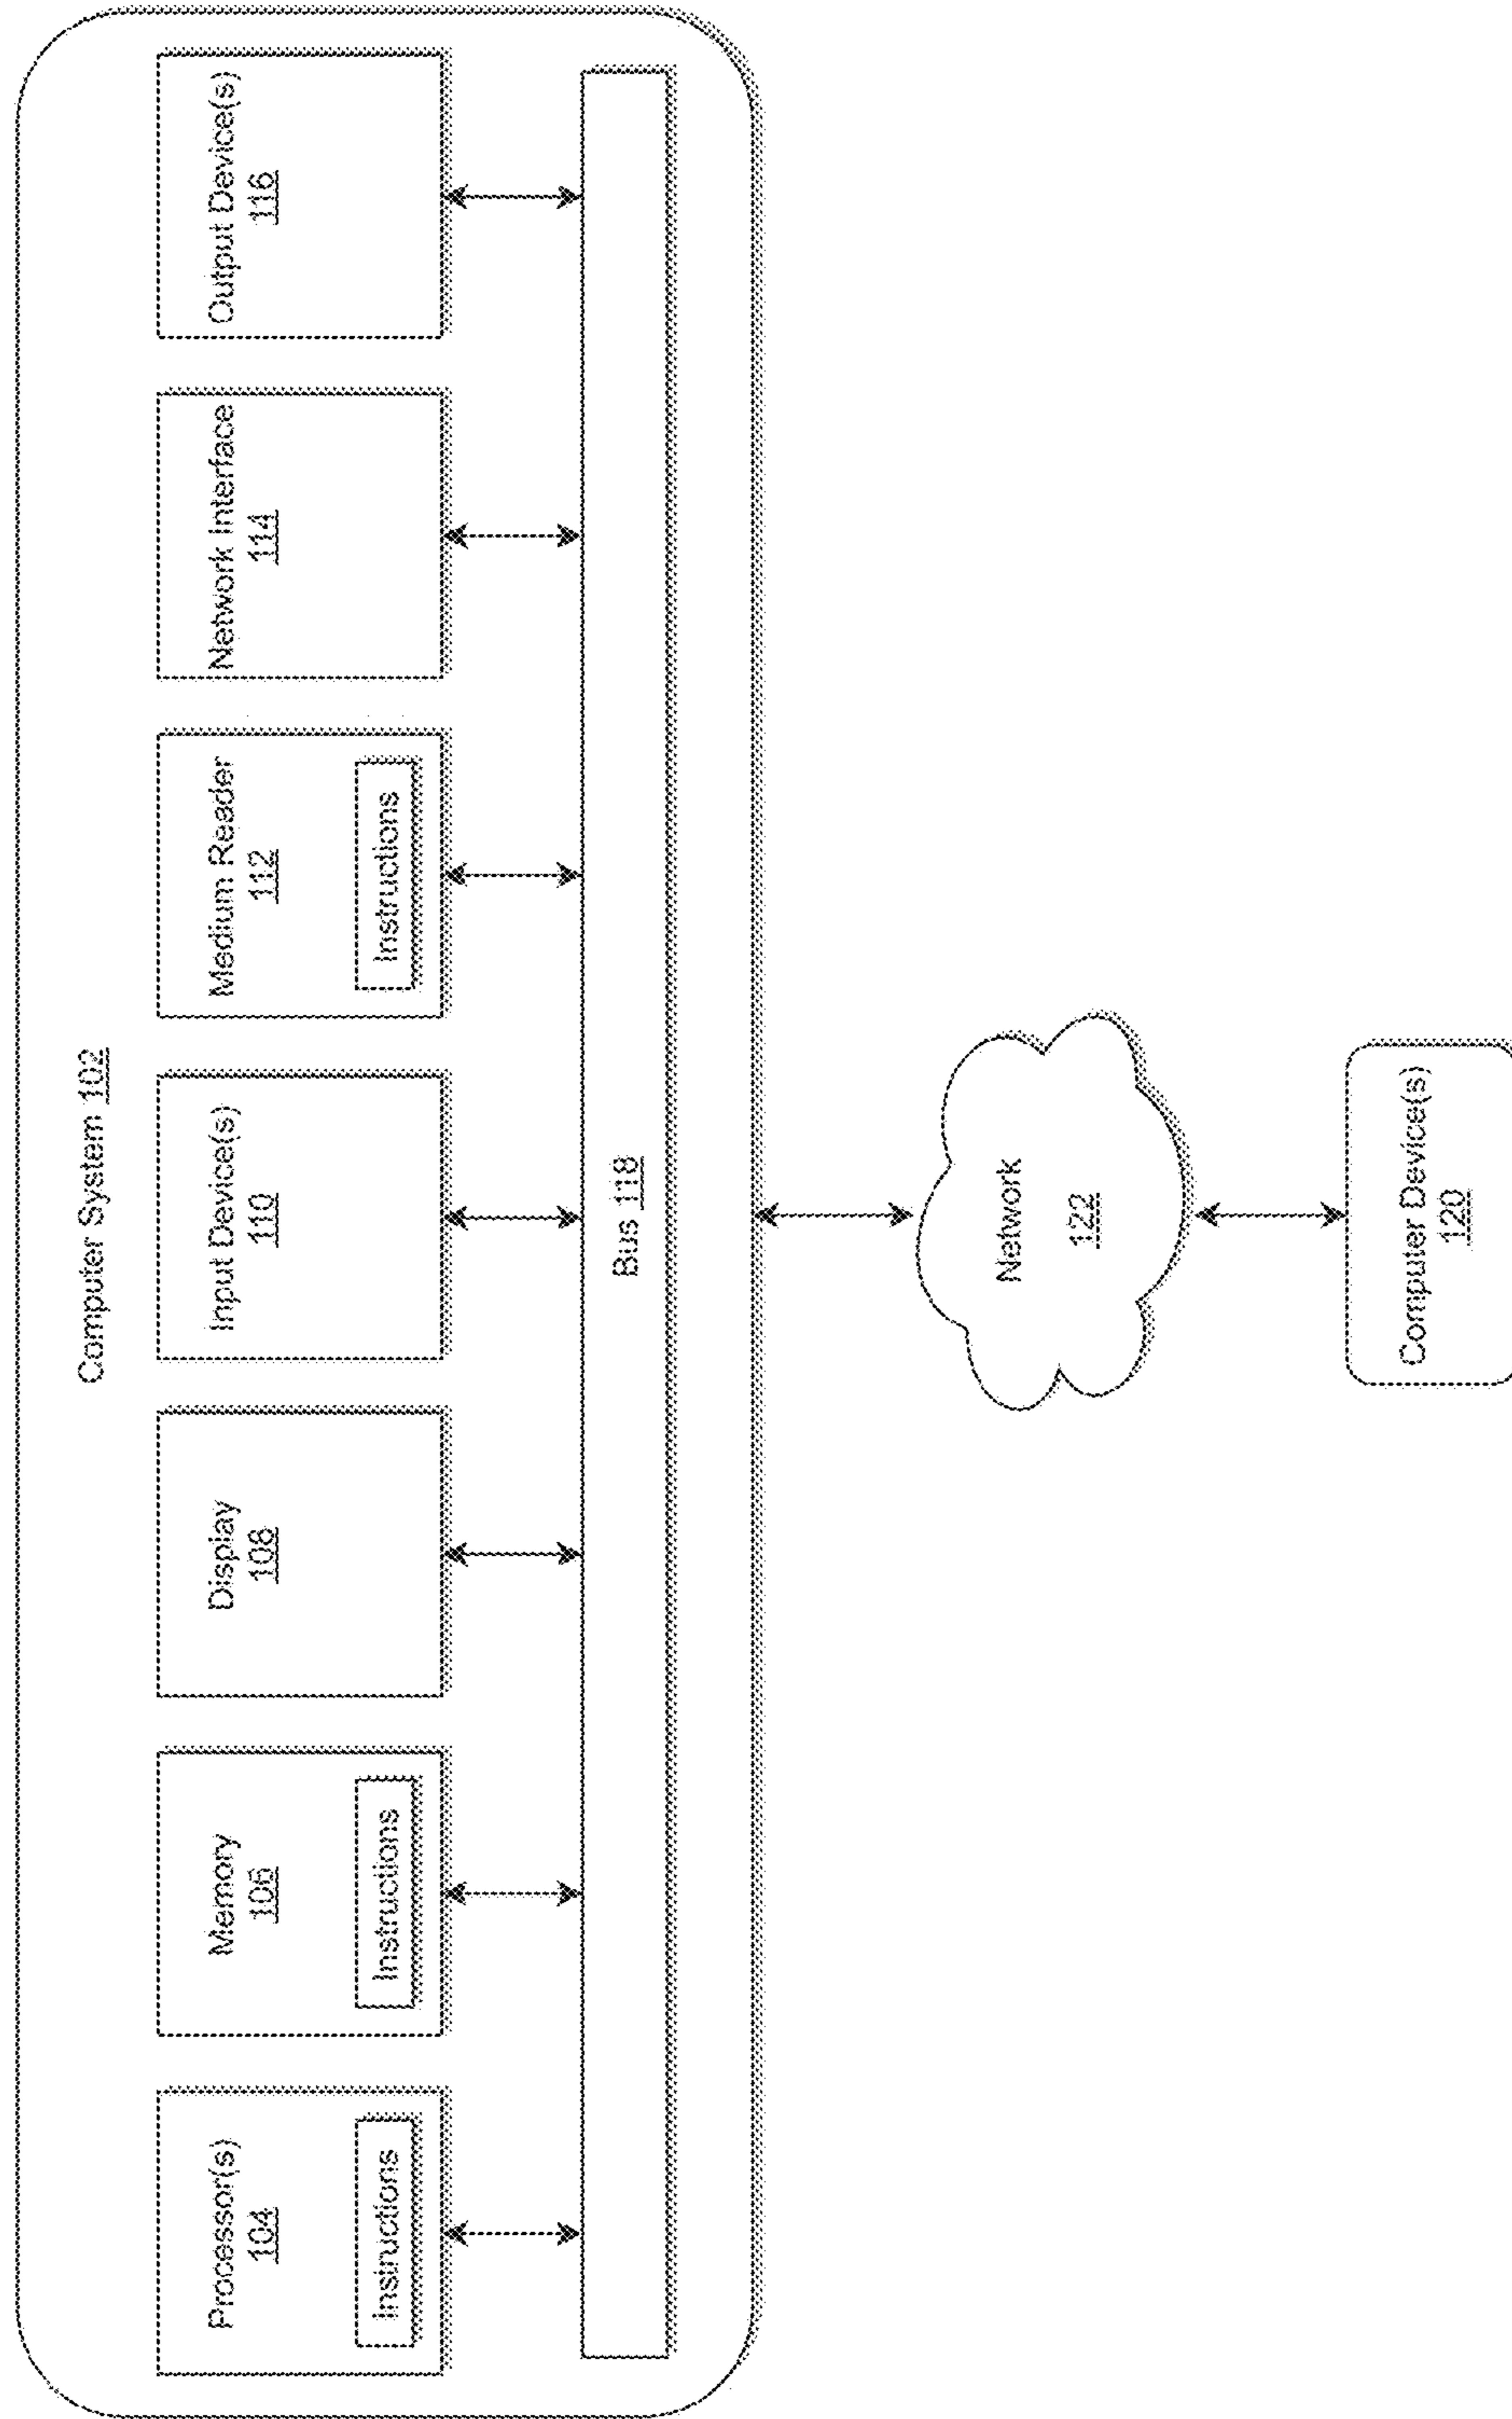 Computer System 102
Processor(s)
104
Instructions
Memory
106
Instructions
Display
108
Input Device(s)
110
Medium Reader
112
Instructions
Network Interface
114
Output Device(s)
116
Bus 118
Network
122
Computer Device(s)
120